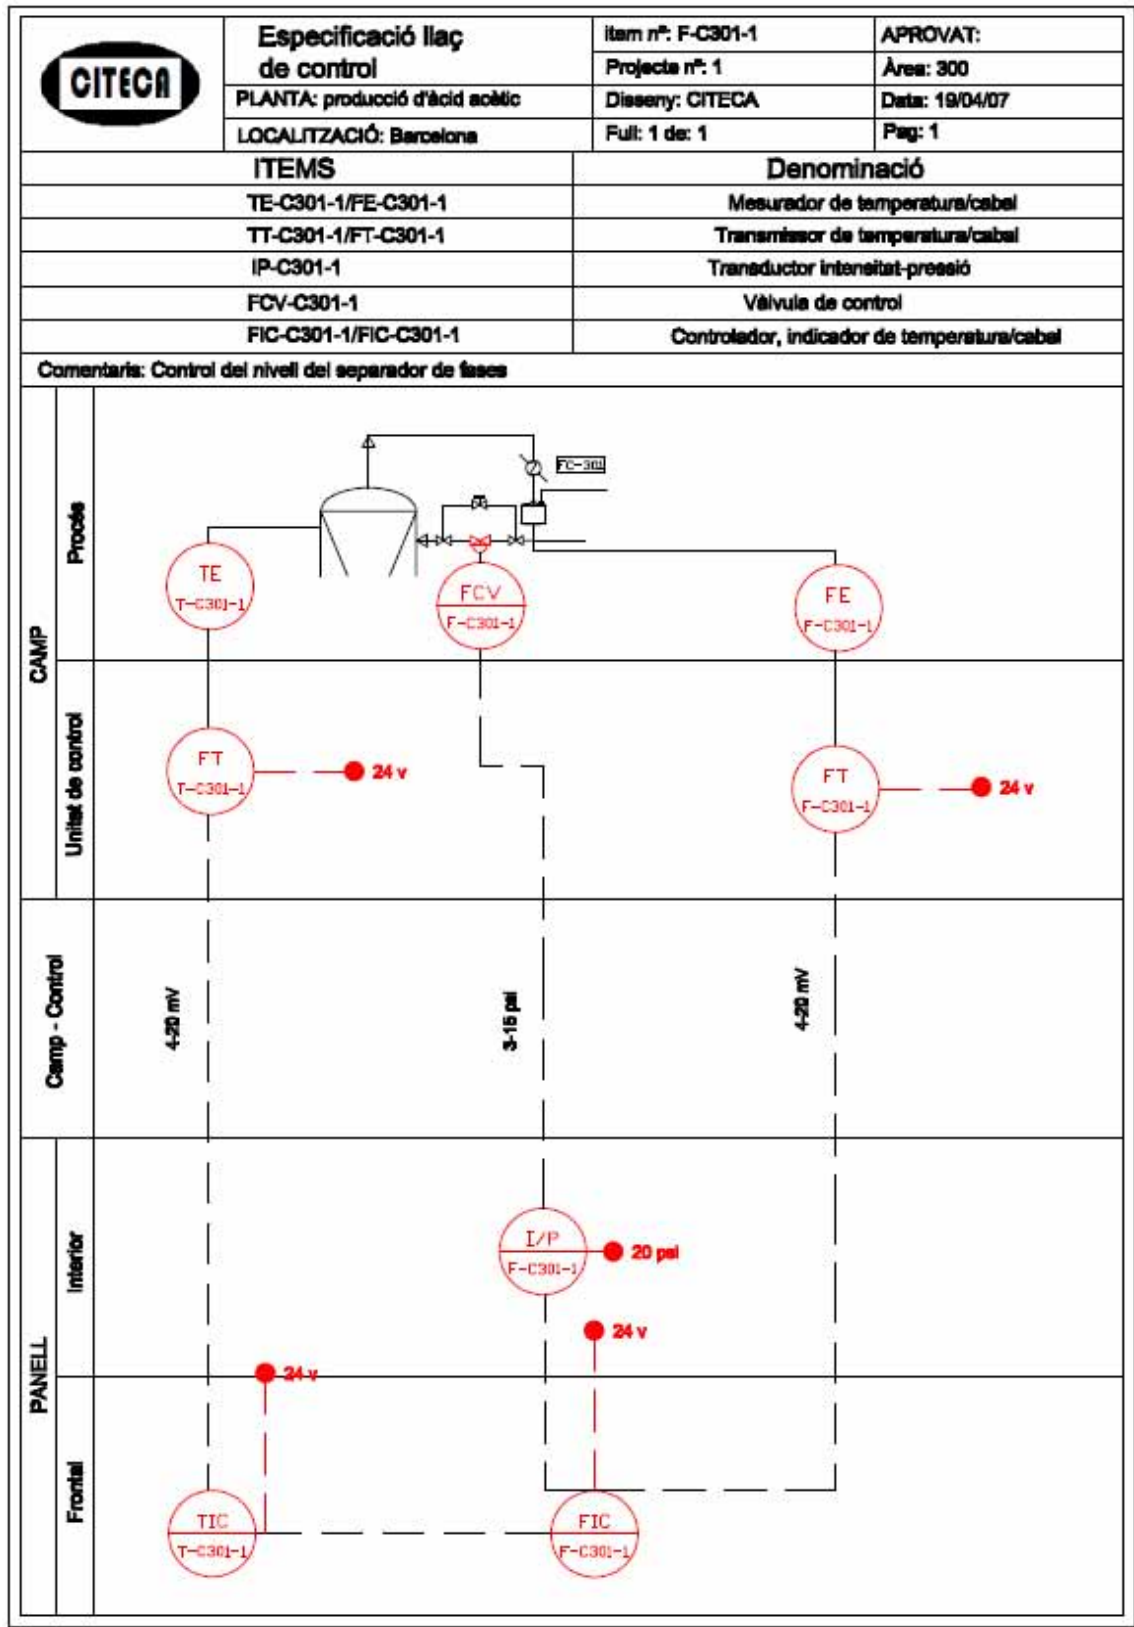 CITECA
Especificació llaç
de control
item nº: F-C301-1
APROVAT:
Projecte nº: 1
Àrea: 300
PLANTA: producció d'àcid acètic
Disseny: CITECA
Data: 19/04/07
LOCALITZACIÓ: Barcelona
Full: 1 de: 1
Pag: 1
ITEMS
Denominació
TE-C301-1/FE-C301-1
Mesurador de temperatura/cabal
TT-C301-1/FT-C301-1
Transmissor de temperatura/cabal
IP-C301-1
Transductor intensitat-pressió
FCV-C301-1
Vàlvula de control
FIC-C301-1/FIC-C301-1
Controlador, indicador de temperatura/cabal
Comentaris: Control del nivell del separador de fases
CAMP
Procés
FC-301
TE
T-C301-1
FCV
F-C301-1
FE
F-C301-1
Unitat de control
FT
T-C301-1
24 v
FT
F-C301-1
24 v
Camp - Control
4-20 mV
3-15 psi
4-20 mV
PANELL
Interior
I/P
F-C301-1
20 psi
24 v
24 v
Frontal
TIC
T-C301-1
FIC
F-C301-1